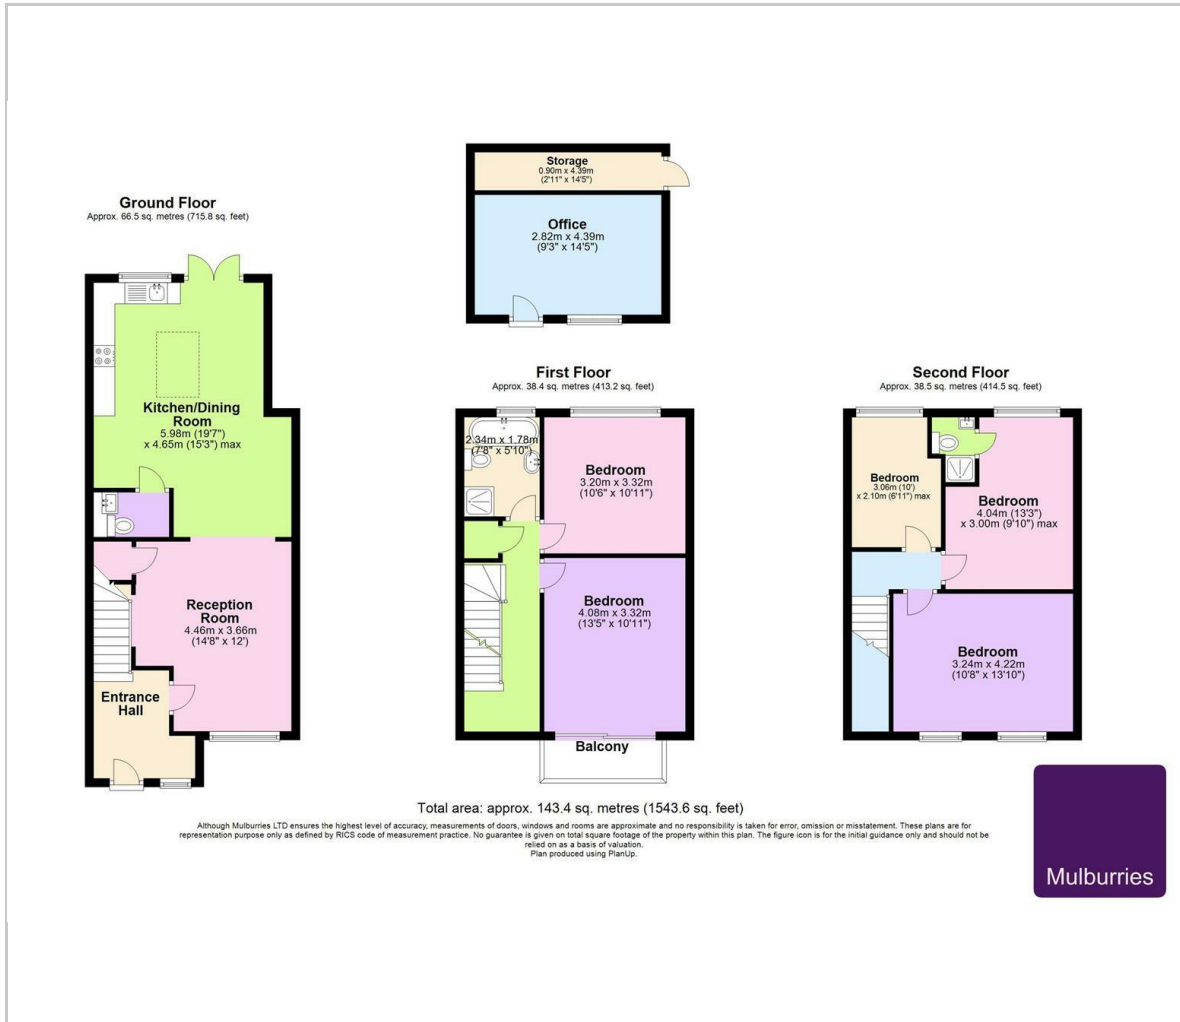 Storage
0.90m x 4.39m
(2'11" x 14'5")
Ground Floor
Approx. 66.5 sq. metres (715.8 sq. feet)
Office
2.82m x 4.39m
(9'3" x 14'5")
Kitchen/Dining
Room
5.98m (19'7")
x 4.65m (15'3") max
Reception
Room
4.46m x 3.66m
(14'8" x 12')
Entrance
Hall
First Floor
Approx. 38.4 sq. metres (413.2 sq. feet)
2.34m x 1.78m
(7'8" x 5'10")
Bedroom
3.20m x 3.32m
(10'6" x 10'11")
Bedroom
4.08m x 3.32m
(13'5" x 10'11")
Balcony
Second Floor
Approx. 38.5 sq. metres (414.5 sq. feet)
Bedroom
3.06m (10')
x 2.10m (6'11") max
Bedroom
4.04m (13'3")
x 3.00m (9'10") max
Bedroom
3.24m x 4.22m
(10'8" x 13'10")
Total area: approx. 143.4 sq. metres (1543.6 sq. feet)
Although Mulburries LTD ensures the highest level of accuracy, measurements of doors, windows and rooms are approximate and no responsibility is taken for error, omission or misstatement. These plans are for
representation purpose only as defined by RICS code of measurement practice. No guarantee is given on total square footage of the property within this plan. The figure icon is for the initial guidance only and should not be
relied on as a basis of valuation.
Plan produced using PlanUp.
Mulburries